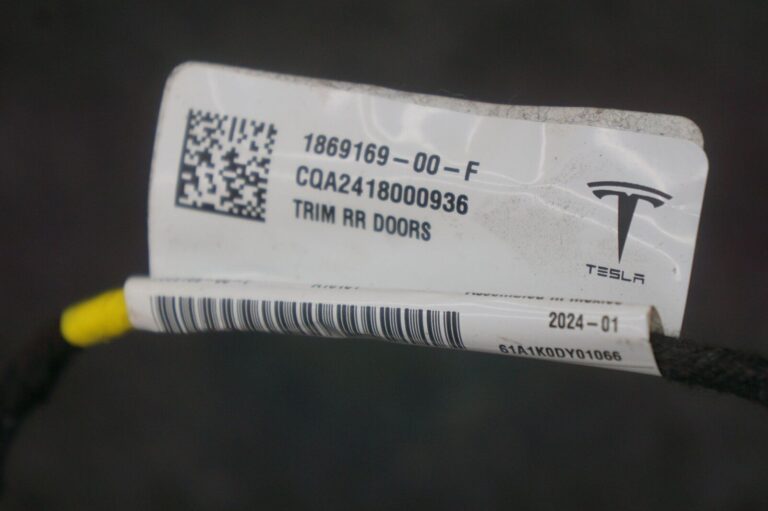 1869169-00-F
CQA2418000936
TRIM RR DOORS
TESLA
2024-01
61A1K0DY01066